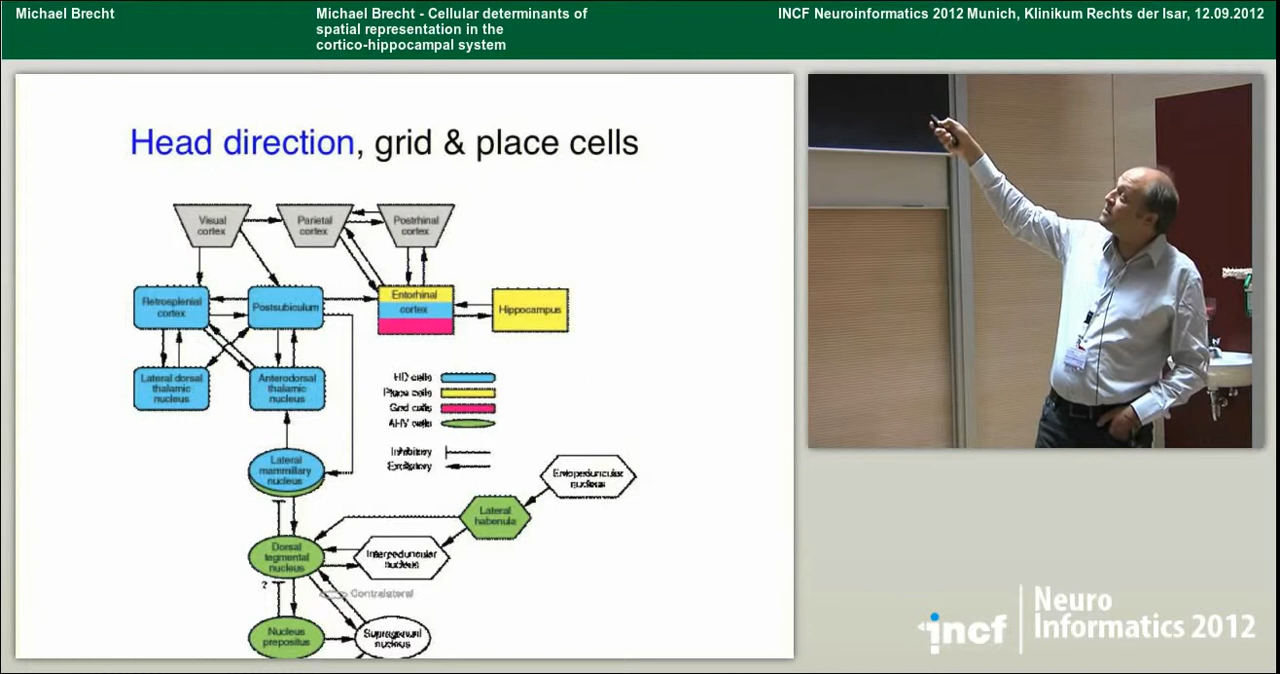 Michael Brecht
Michael Brecht - Cellular determinants of
spatial representation in the
cortico-hippocampal system
INCF Neuroinformatics 2012 Munich, Klinikum Rechts der Isar, 12.09.2012
Head direction, grid & place cells
Visual
cortex
Parietal
cortex
Postrhinal
cortex
Retrosplenial
cortex
Postsubiculum
Entorhinal
cortex
Hippocampus
Lateral dorsal
thalamic
nucleus
Anterodorsal
thalamic
nucleus
HD cells
Place cells
Grid cells
AHV cells
Inhibitory
Excitatory
Lateral
mammillary
nucleus
Entopeduncular
nucleus
Lateral
habenula
Dorsal
tegmental
nucleus
Interpeduncular
nucleus
?
Contralateral
Nucleus
prepositus
Supragenual
nucleus
incf
Neuro
Informatics 2012